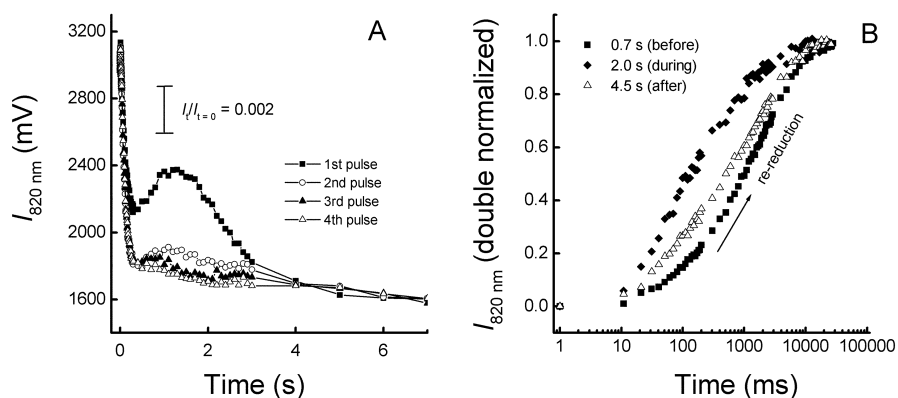 A
3200
2800
2400
2000
1600
I820 nm (mV)
It/It = 0 = 0.002
1st pulse
2nd pulse
3rd pulse
4th pulse
0
2
4
6
Time (s)
B
1.0
0.8
0.6
0.4
0.2
0.0
I820 nm (double normalized)
0.7 s (before)
2.0 s (during)
4.5 s (after)
re-reduction
1
10
100
1000
10000
100000
Time (ms)